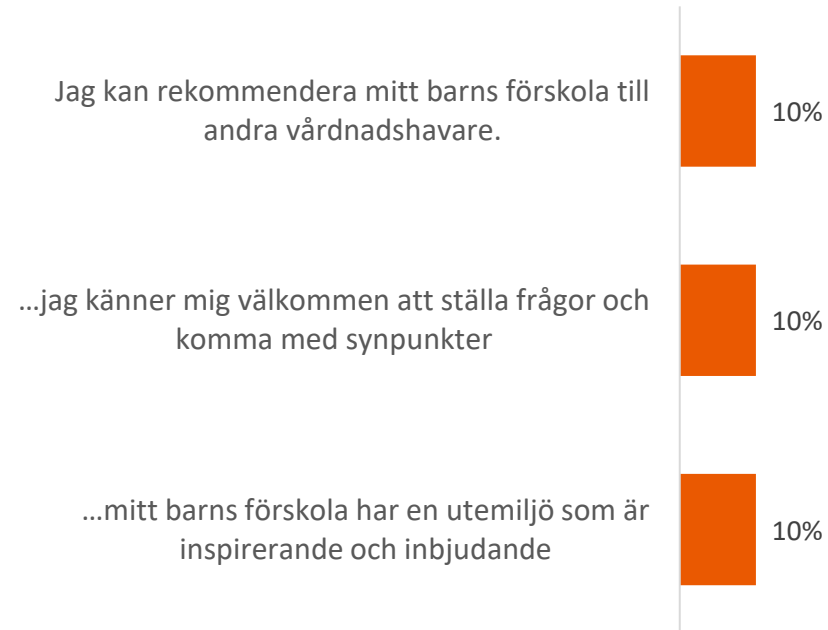 Jag kan rekommendera mitt barns förskola till
andra vårdnadshavare.
10%
...jag känner mig välkommen att ställa frågor och
komma med synpunkter
10%
...mitt barns förskola har en utemiljö som är
inspirerande och inbjudande
10%